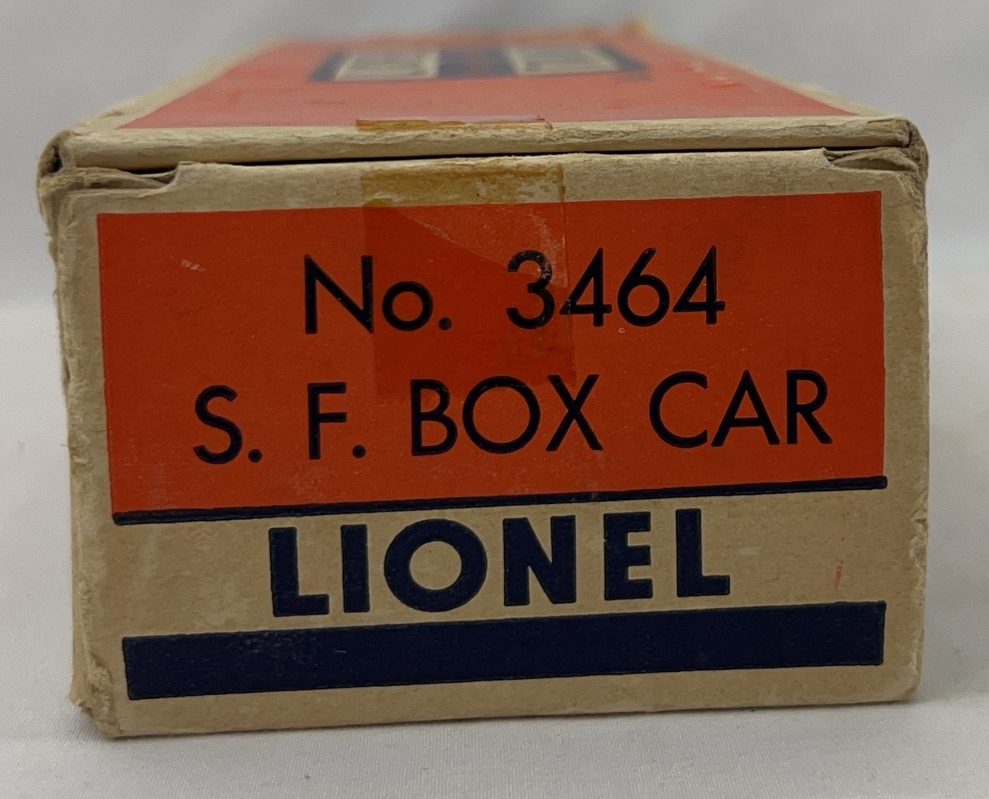 No. 3464
S. F. BOX CAR
LIONEL